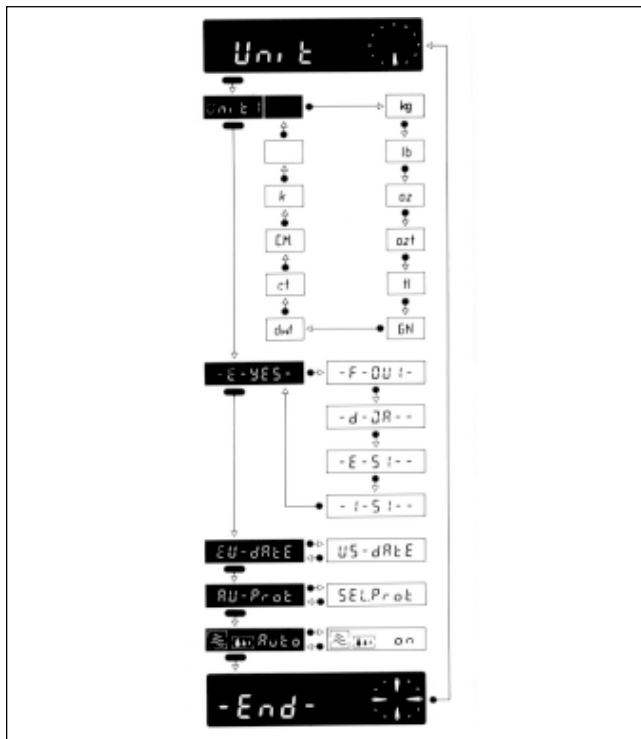 Unit
Unit 1
kg
lb
k
oz
CM
ozt
ct
tl
dwt
GN
-E-YES-
-F-OUI-
-d-JA--
-E-SI--
-I-SI--
EU-dAtE
US-dAtE
AU-Prot
SEL.Prot
Auto
on
-End-